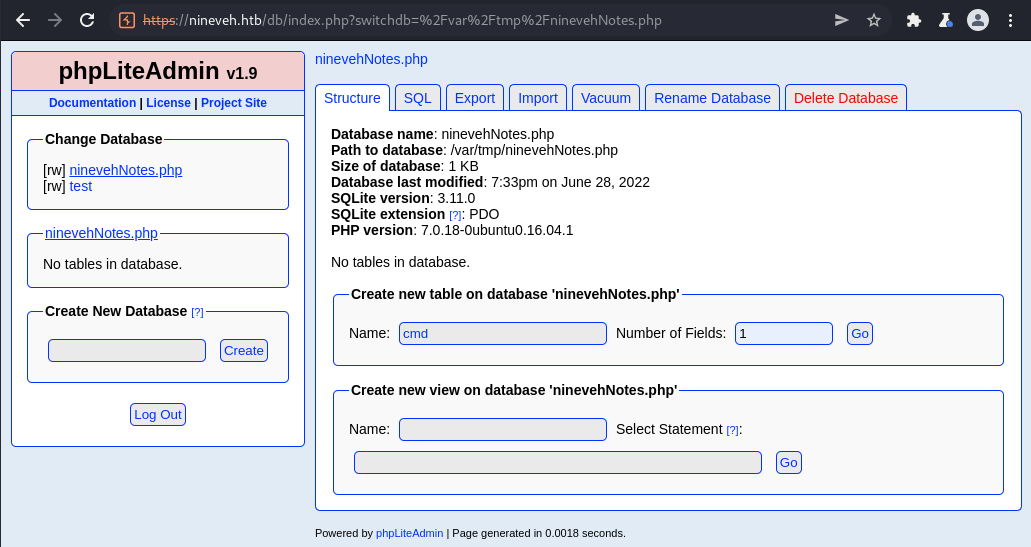 https://nineveh.htb/db/index.php?switchdb=%2Fvar%2Ftmp%2FninevehNotes.php
phpLiteAdmin v1.9
Documentation | License | Project Site
Change Database
[rw] ninevehNotes.php
[rw] test
ninevehNotes.php
No tables in database.
Create New Database [?]
Create
Log Out
ninevehNotes.php
Structure SQL Export Import Vacuum Rename Database Delete Database
Database name: ninevehNotes.php
Path to database: /var/tmp/ninevehNotes.php
Size of database: 1 KB
Database last modified: 7:33pm on June 28, 2022
SQLite version: 3.11.0
SQLite extension [?]: PDO
PHP version: 7.0.18-0ubuntu0.16.04.1
No tables in database.
Create new table on database 'ninevehNotes.php'
Name: cmd Number of Fields: 1 Go
Create new view on database 'ninevehNotes.php'
Name: Select Statement [?]:
Go
Powered by phpLiteAdmin | Page generated in 0.0018 seconds.